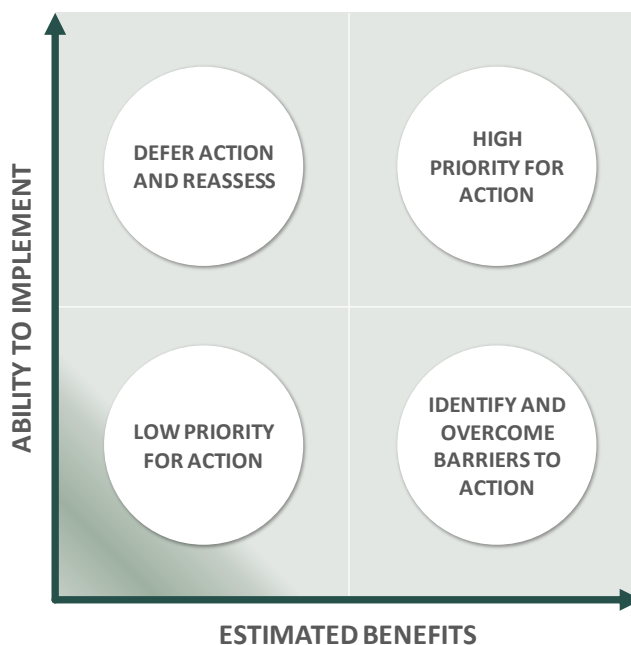 ABILITY TO IMPLEMENT
DEFER ACTION
AND REASSESS
HIGH
PRIORITY FOR
ACTION
LOW PRIORITY
FOR ACTION
IDENTIFY AND
OVERCOME
BARRIERS TO
ACTION
ESTIMATED BENEFITS